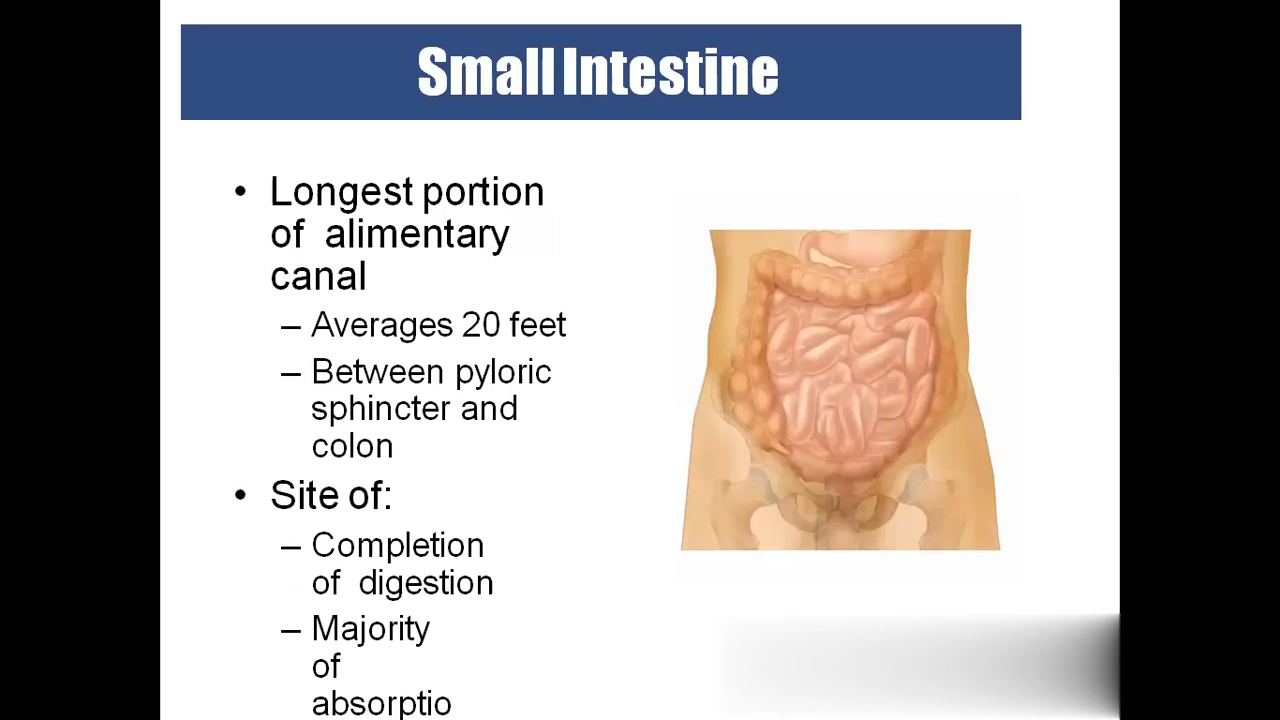 Small Intestine
• Longest portion
of alimentary
canal
– Averages 20 feet
– Between pyloric
sphincter and
colon
• Site of:
– Completion
of digestion
– Majority
of
absorptio